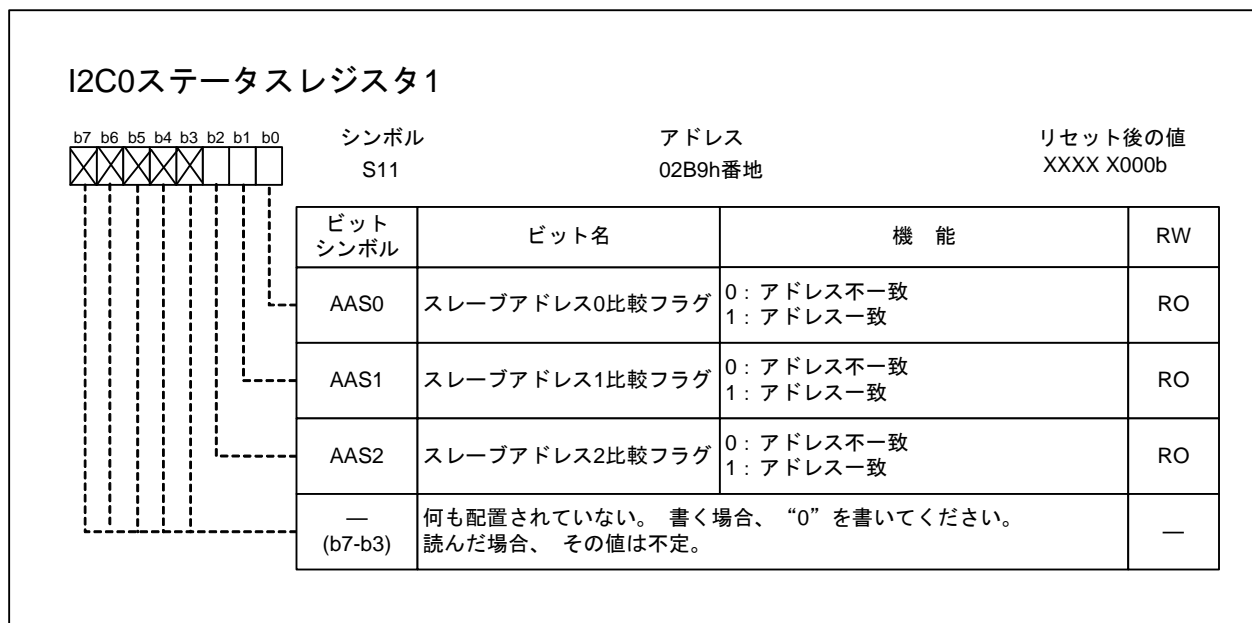 I2C0ステータスレジスタ1
b7 b6 b5 b4 b3 b2 b1 b0
シンボル アドレス リセット後の値
S11 02B9h番地 XXXX X000b
ビット
シンボル ビット名 機 能 RW
AAS0 スレーブアドレス0比較フラグ 0：アドレス不一致 RO
1：アドレス一致
AAS1 スレーブアドレス1比較フラグ 0：アドレス不一致 RO
1：アドレス一致
AAS2 スレーブアドレス2比較フラグ 0：アドレス不一致 RO
1：アドレス一致
— 何も配置されていない。 書く場合、“0”を書いてください。 —
(b7-b3) 読んだ場合、 その値は不定。